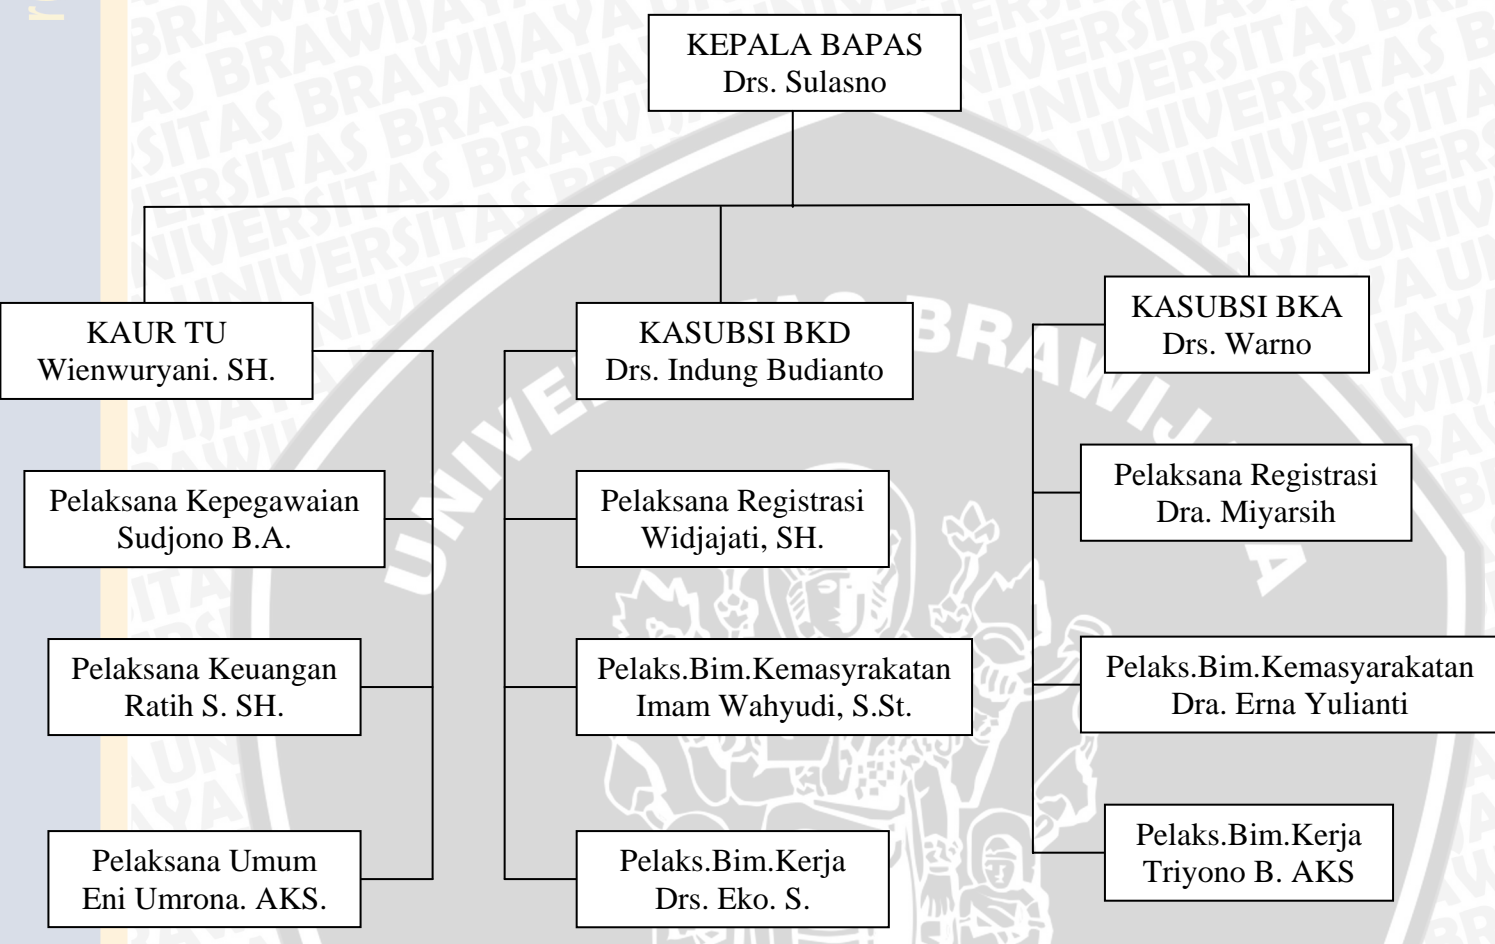 KEPALA BAPAS
Drs. Sulasno
KAUR TU
Wienwuryani. SH.
KASUBSI BKD
Drs. Indung Budianto
KASUBSI BKA
Drs. Warno
Pelaksana Kepegawaian
Sudjono B.A.
Pelaksana Registrasi
Widjajati, SH.
Pelaksana Registrasi
Dra. Miyarsih
Pelaksana Keuangan
Ratih S. SH.
Pelaks.Bim.Kemasyrakatan
Imam Wahyudi, S.St.
Pelaks.Bim.Kemasyarakatan
Dra. Erna Yulianti
Pelaksana Umum
Eni Umrona. AKS.
Pelaks.Bim.Kerja
Drs. Eko. S.
Pelaks.Bim.Kerja
Triyono B. AKS
UNIVERSITAS BRAWIJAYA